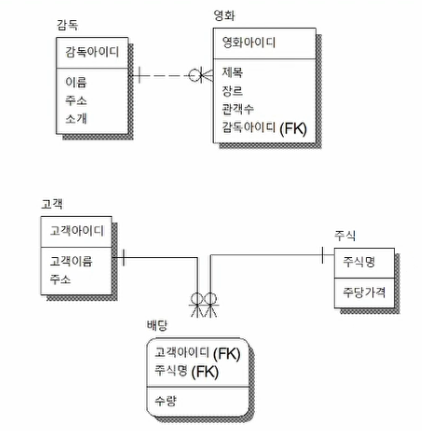 감독
감독아이디
이름
주소
소개
영화
영화아이디
제목
장르
관객수
감독아이디 (FK)
고객
고객아이디
고객이름
주소
주식
주식명
주당가격
배당
고객아이디 (FK)
주식명 (FK)
수량